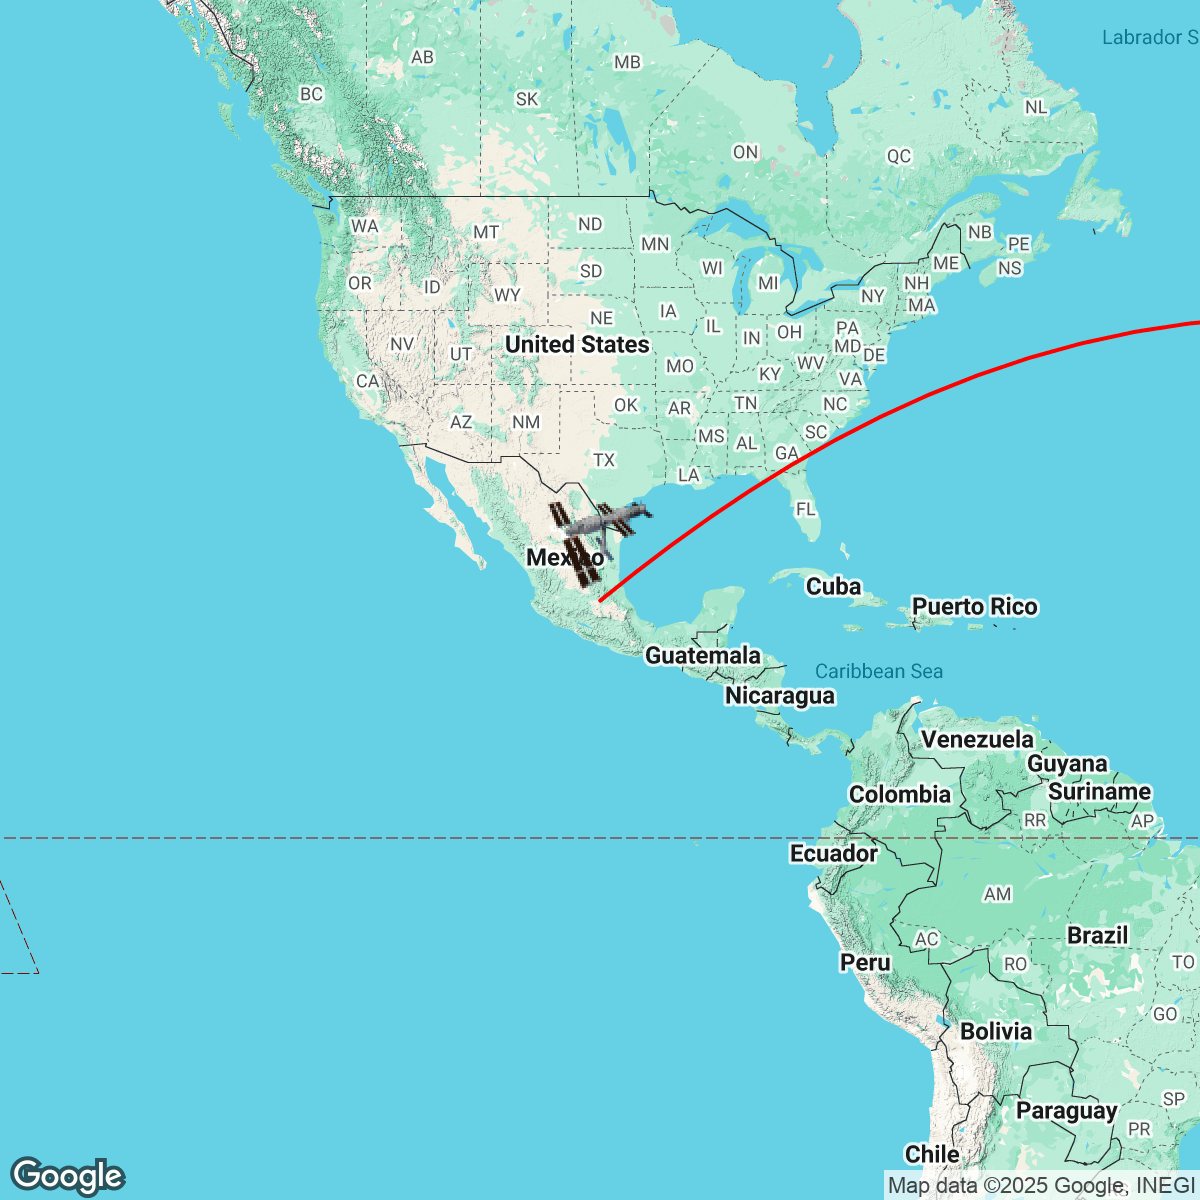 Labrador S
AB
MB
BC
SK
NL
ON
QC
WA
MT
ND
MN
NB
PE
NS
ME
OR
ID
SD
WI
MI
NH
NY
MA
WY
NE
IA
IL
IN
OH
PA
MD
DE
NV
UT
United States
MO
KY
WV
VA
CA
AZ
NM
OK
AR
TN
NC
SC
MS
AL
GA
TX
LA
FL
Mexico
Cuba
Puerto Rico
Guatemala
Caribbean Sea
Nicaragua
Venezuela
Guyana
Suriname
Colombia
RR
AP
Ecuador
AM
AC
Brazil
Peru
RO
TO
GO
Bolivia
Paraguay
SP
PR
Chile
Google
Map data ©2025 Google, INEGI